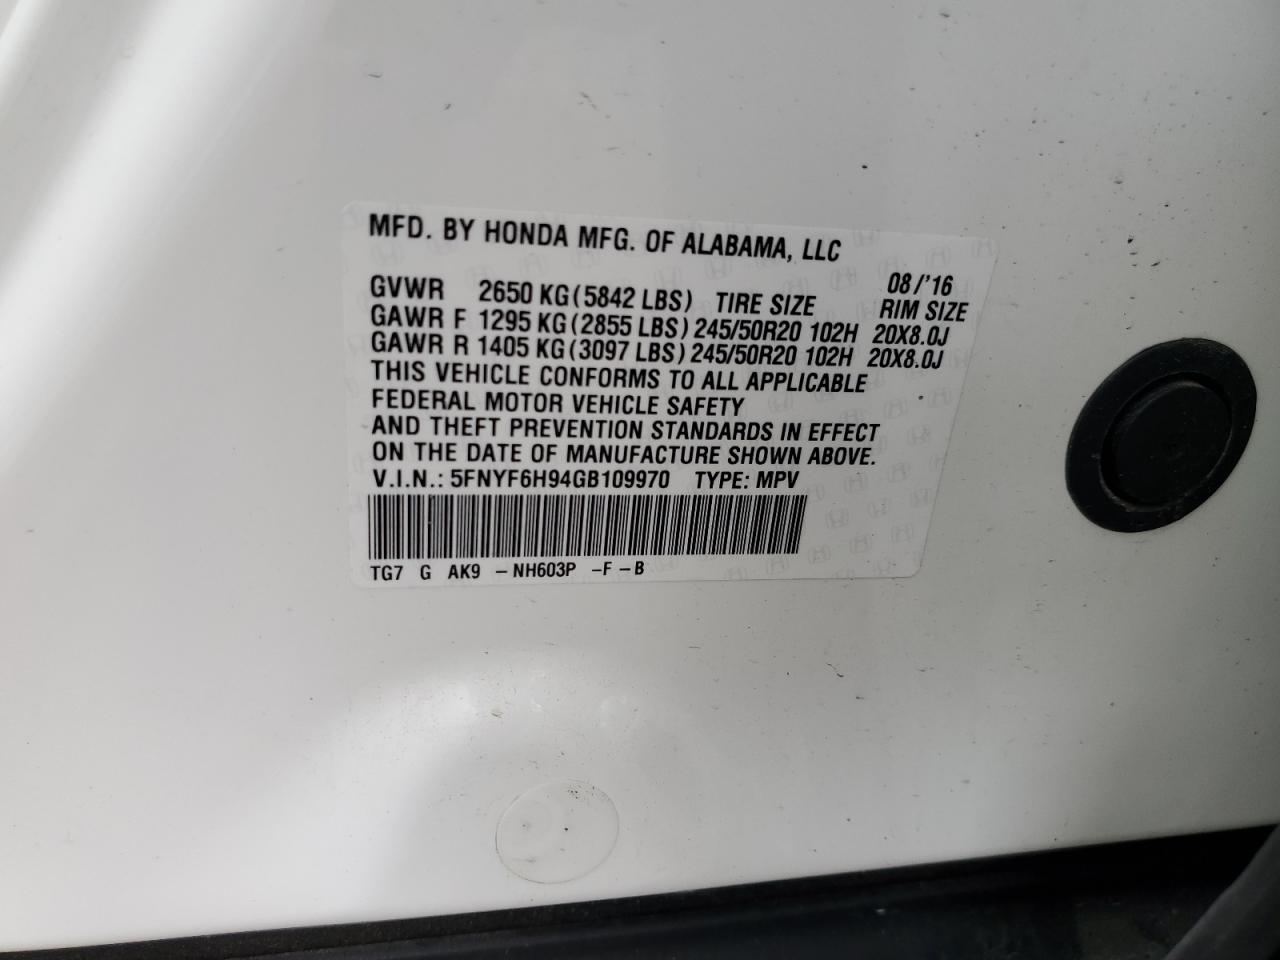 MFD. BY HONDA MFG. OF ALABAMA, LLC
08/'16
GVWR 2650 KG(5842 LBS) TIRE SIZE RIM SIZE
GAWR F 1295 KG(2855 LBS) 245/50R20 102H 20X8.0J
GAWR R 1405 KG(3097 LBS) 245/50R20 102H 20X8.0J
THIS VEHICLE CONFORMS TO ALL APPLICABLE
FEDERAL MOTOR VEHICLE SAFETY
AND THEFT PREVENTION STANDARDS IN EFFECT
ON THE DATE OF MANUFACTURE SHOWN ABOVE.
V.I.N.: 5FNYF6H94GB109970 TYPE: MPV
TG7 G AK9 -NH603P -F-B